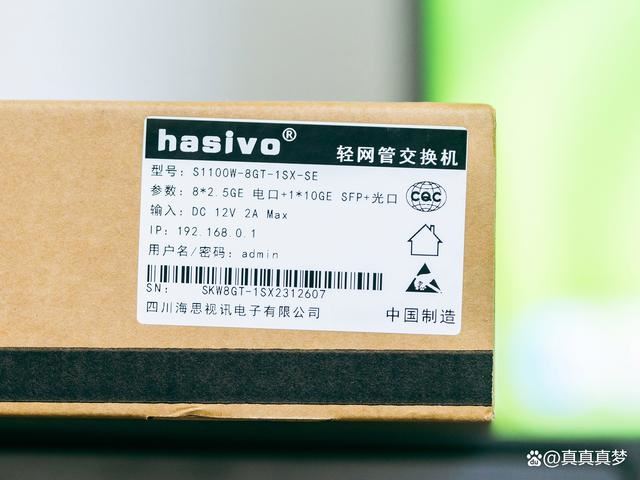 hasivo®
轻网管交换机
型号: S1100W-8GT-1SX-SE
参数: 8*2.5GE 电口+1*10GE SFP+光口
输入: DC 12V 2A Max
IP: 192.168.0.1
用户名/密码: admin
CQC
SN: SKW8GT-1SX2312607
四川海思视讯电子有限公司
中国制造
@真真真梦